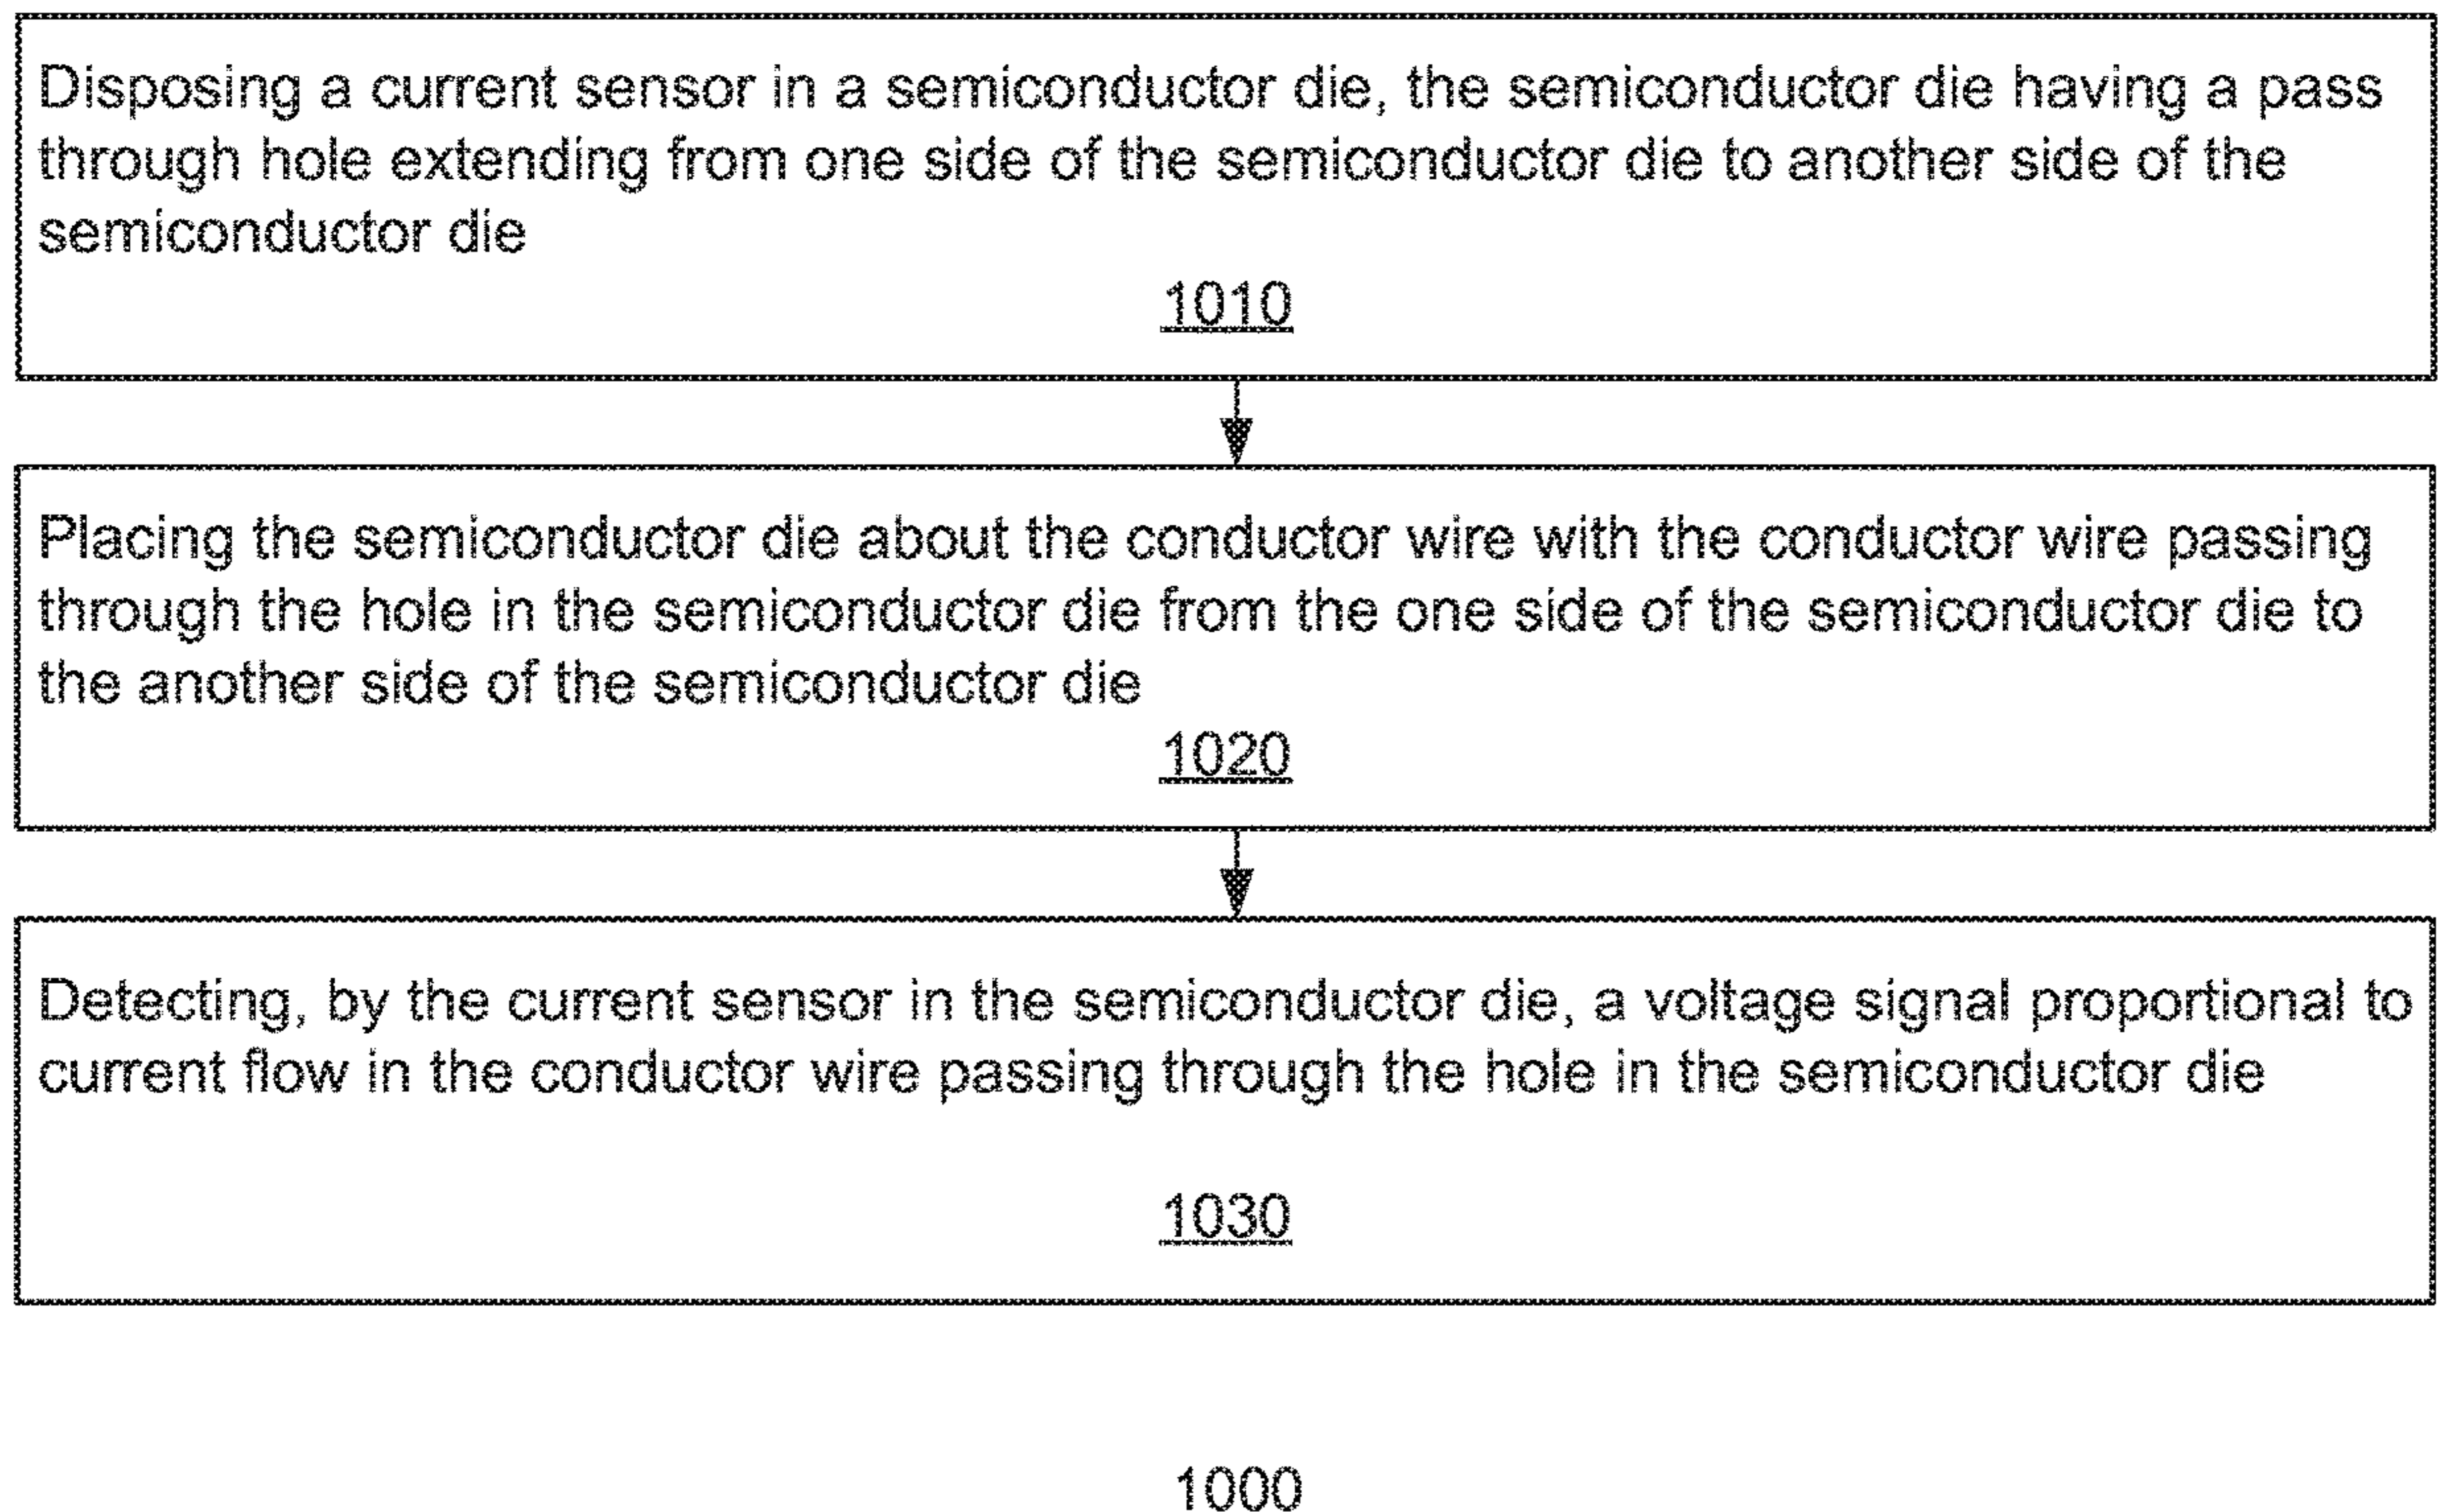 Disposing a current sensor in a semiconductor die, the semiconductor die having a pass
through hole extending from one side of the semiconductor die to another side of the
semiconductor die
1010
Placing the semiconductor die about the conductor wire with the conductor wire passing
through the hole in the semiconductor die from the one side of the semiconductor die to
the another side of the semiconductor die
1020
Detecting, by the current sensor in the semiconductor die, a voltage signal proportional to
current flow in the conductor wire passing through the hole in the semiconductor die
1030
1000